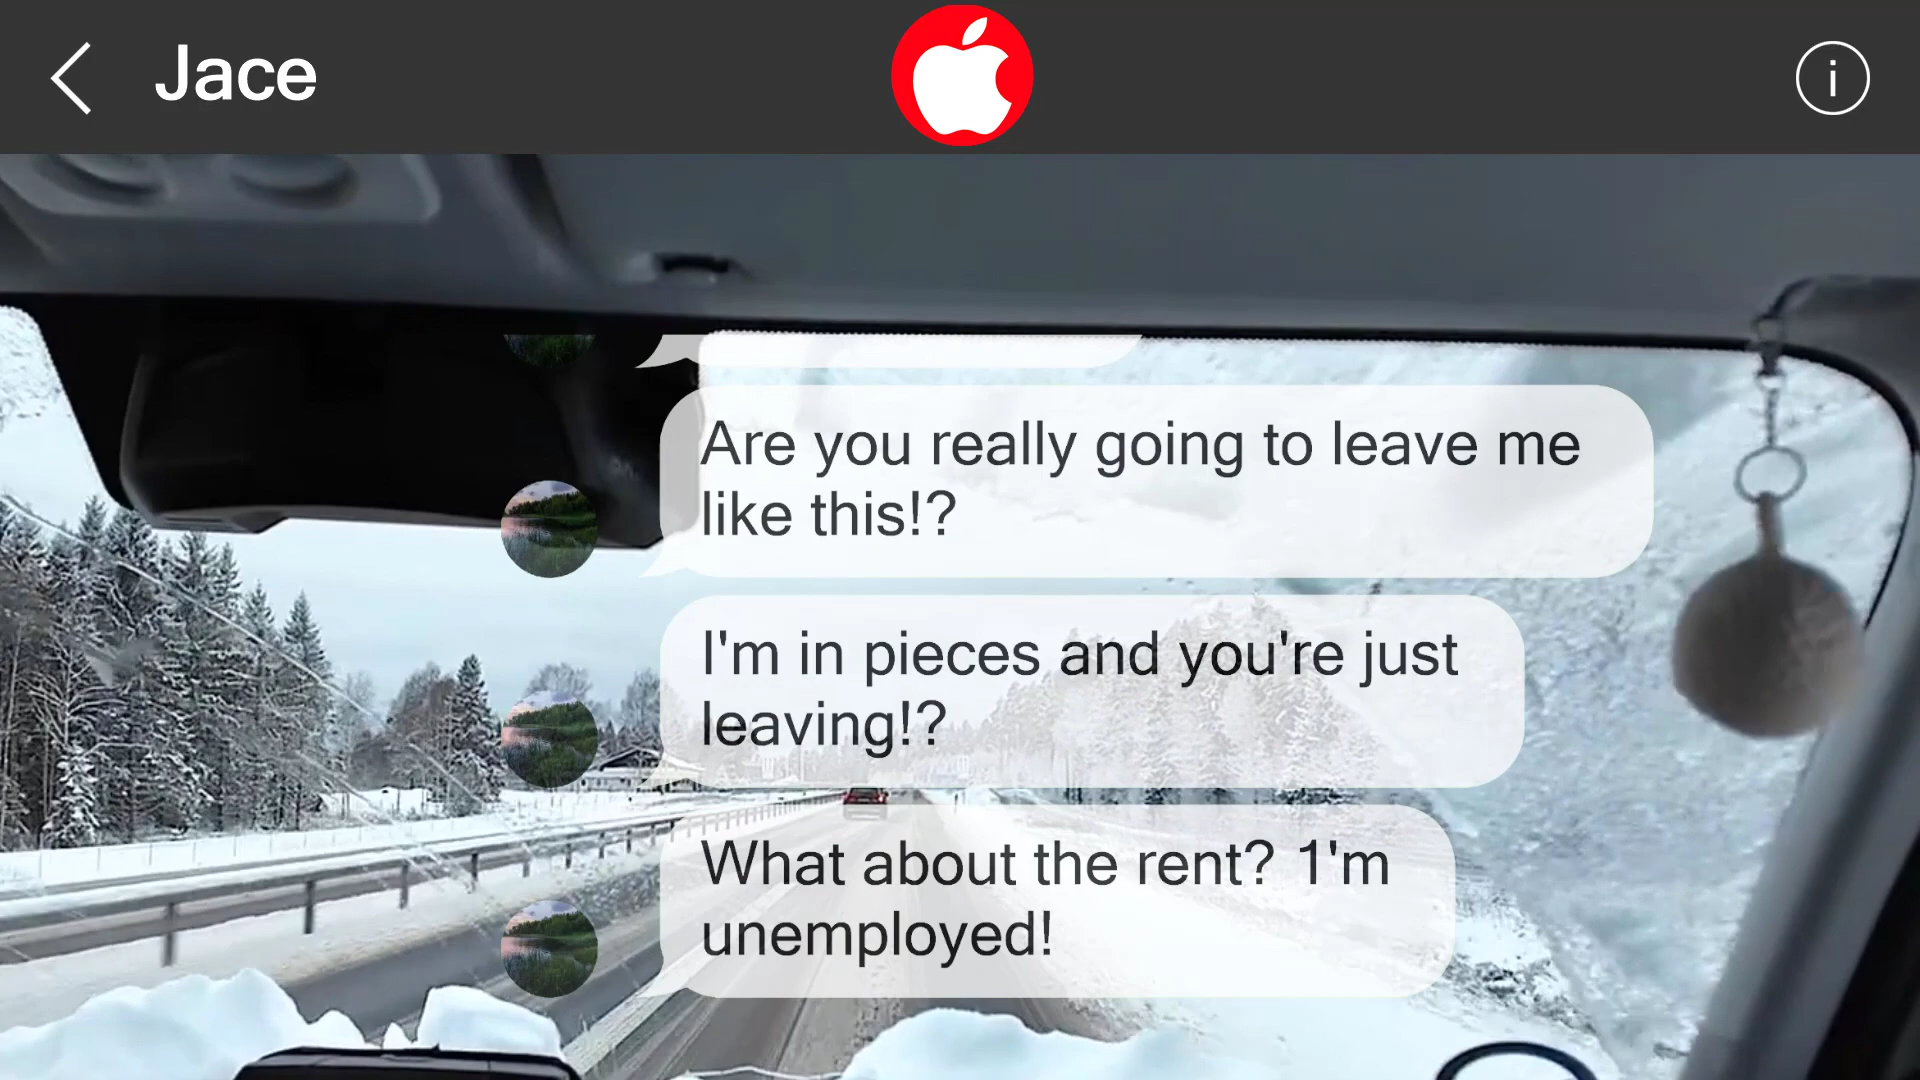 Jace
i
Are you really going to leave me
like this!?
I'm in pieces and you're just
leaving!?
What about the rent? 1'm
unemployed!